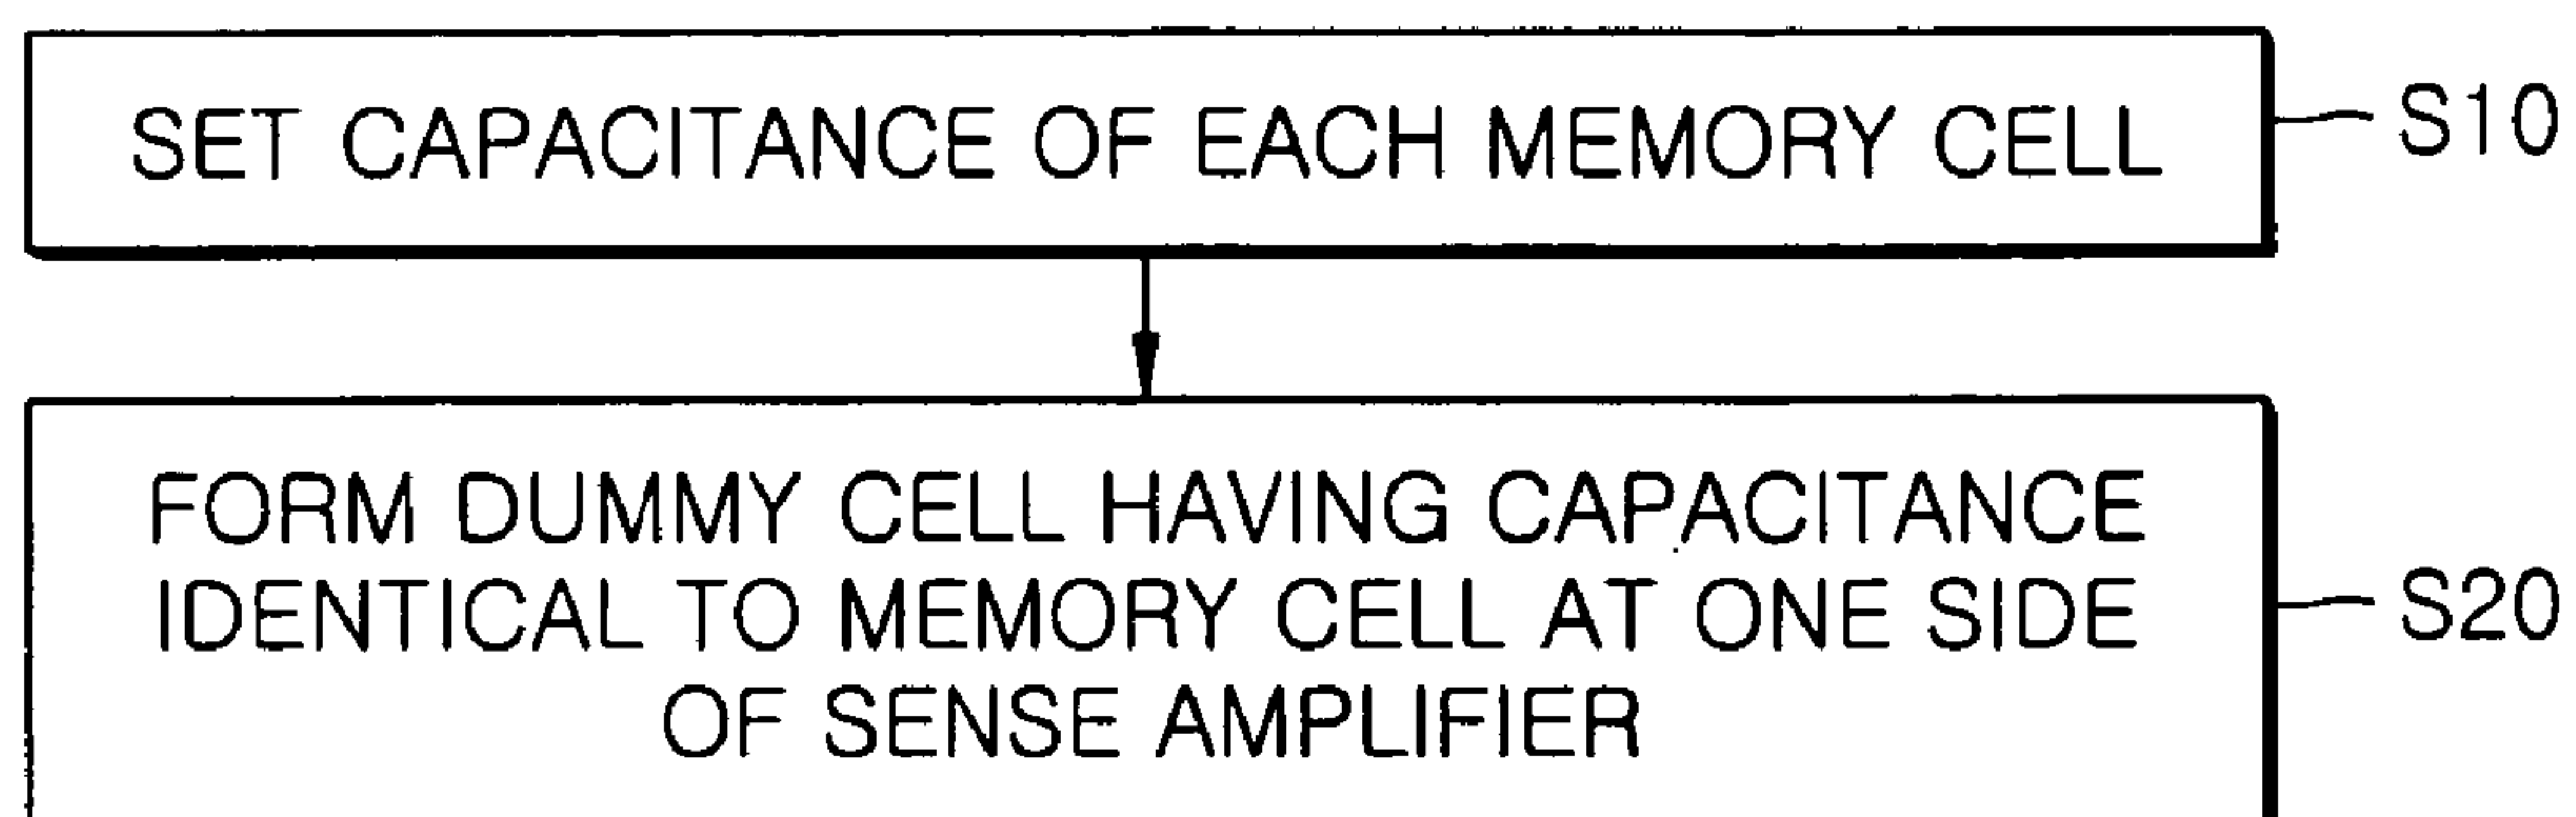 SET CAPACITANCE OF EACH MEMORY CELL
S10
FORM DUMMY CELL HAVING CAPACITANCE
IDENTICAL TO MEMORY CELL AT ONE SIDE
OF SENSE AMPLIFIER
S20